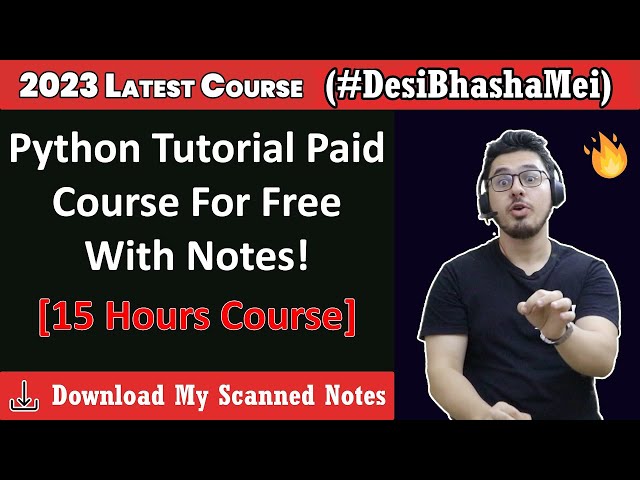 2023 Latest Course (#DesiBhashaMei)
Python Tutorial Paid
Course For Free
With Notes!
[15 Hours Course]
Download My Scanned Notes